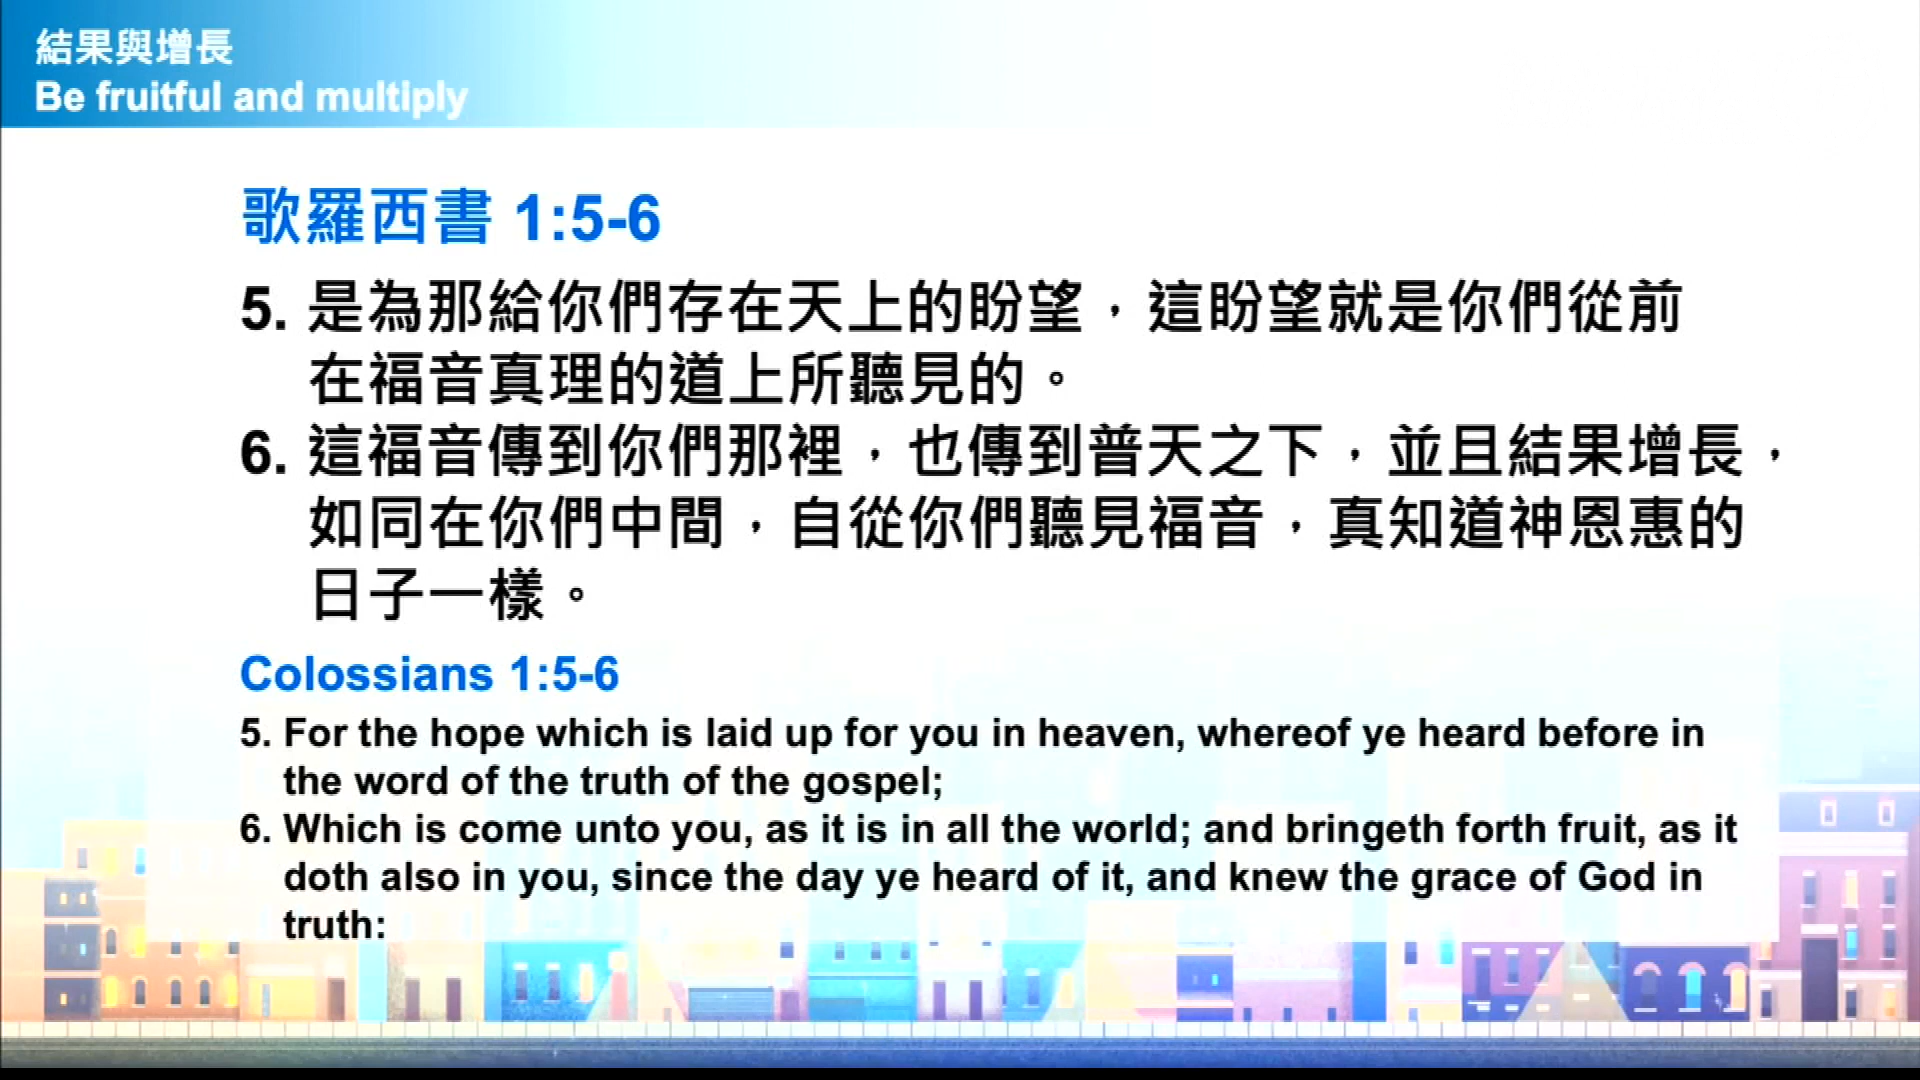 結果與增長
Be fruitful and multiply
歌羅西書 1:5-6
5. 是為那給你們存在天上的盼望，這盼望就是你們從前
在福音真理的道上所聽見的。
6. 這福音傳到你們那裡，也傳到普天之下，並且結果增長，
如同在你們中間，自從你們聽見福音，真知道神恩惠的
日子一樣。
Colossians 1:5-6
5. For the hope which is laid up for you in heaven, whereof ye heard before in
the word of the truth of the gospel;
6. Which is come unto you, as it is in all the world; and bringeth forth fruit, as it
doth also in you, since the day ye heard of it, and knew the grace of God in
truth: